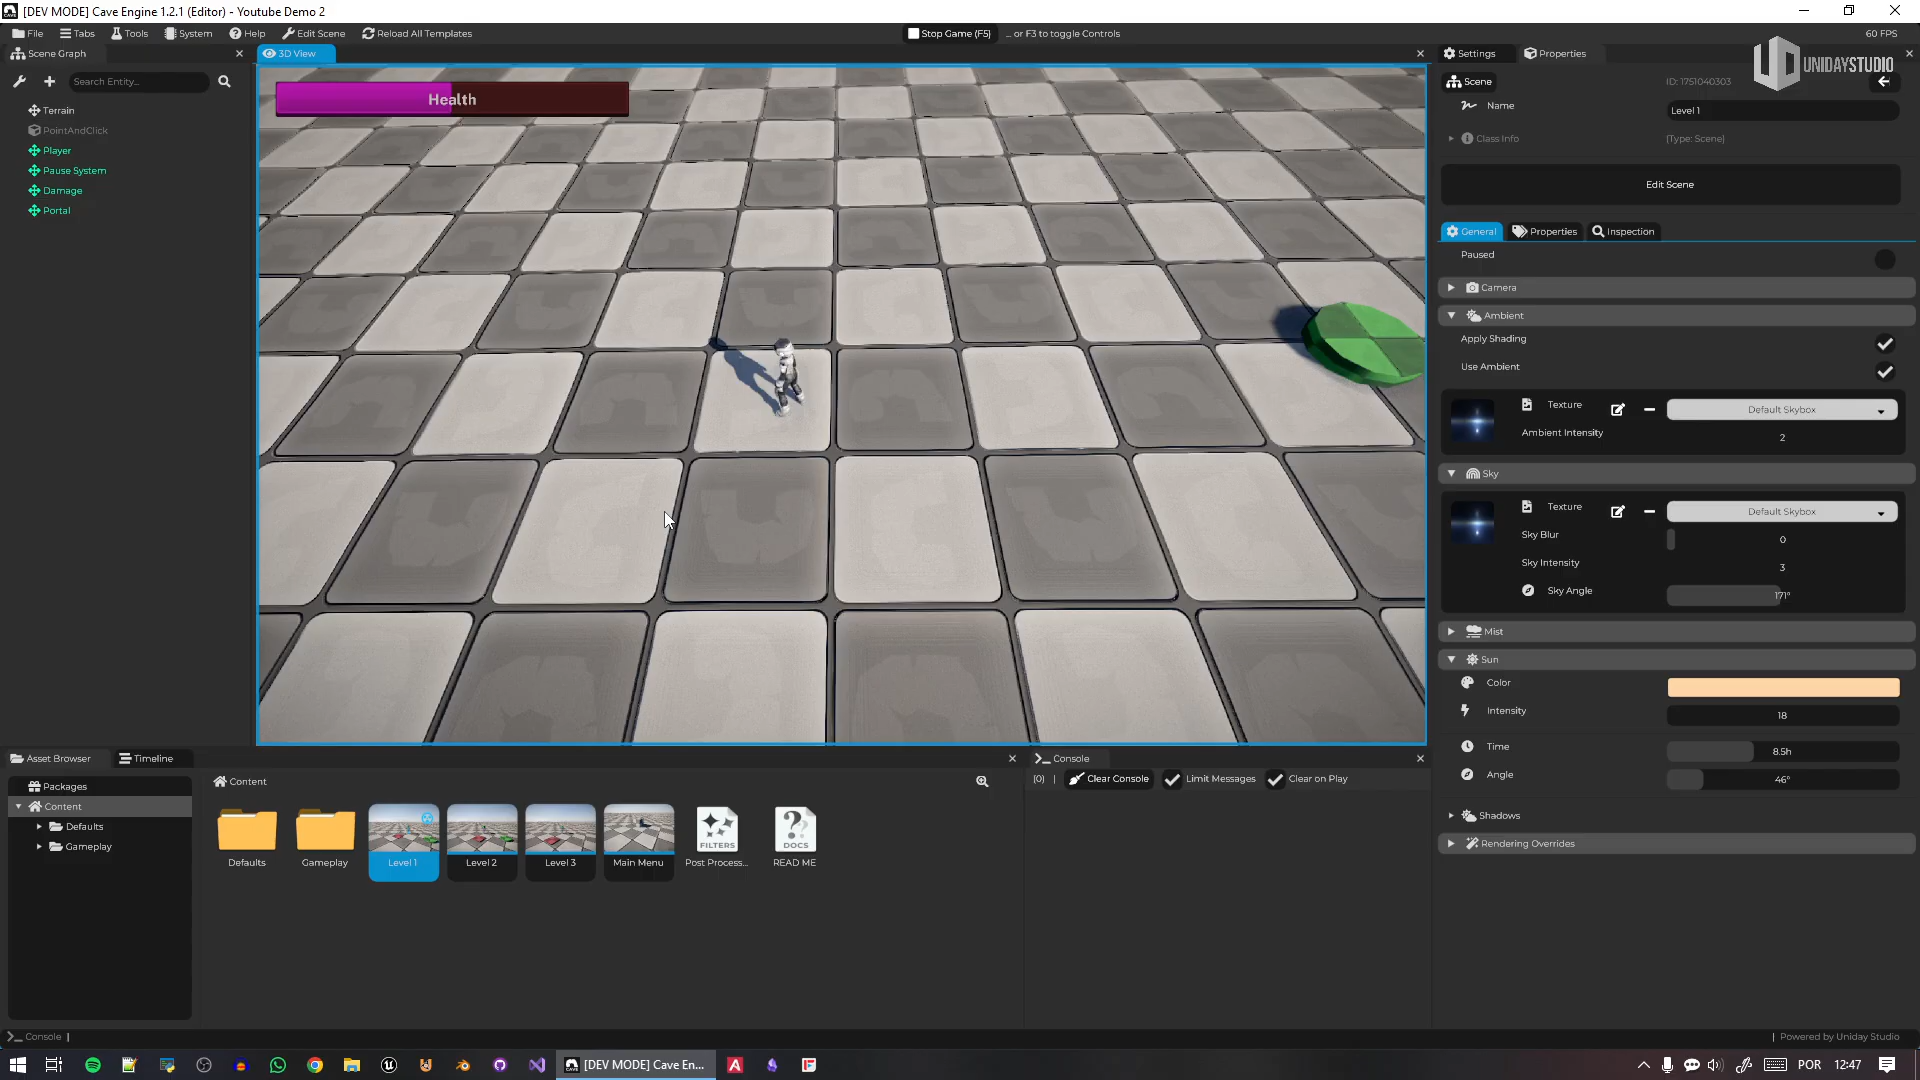 [DEV MODE] Cave Engine 1.2.1 (Editor) - Youtube Demo 2
File Tabs Tools System Help Edit Scene Reload All Templates Stop Game (F5) ... or F3 to toggle Controls 60 FPS
Scene Graph 3D View Settings Properties
UNIDAYSTUDIO
Search Entity...
Terrain
PointAndClick
Player
Pause System
Damage
Portal
Health
Scene ID: 1751040303
Name Level 1
Class Info (Type: Scene)
Edit Scene
General Properties Inspection
Paused
Camera
Ambient
Apply Shading
Use Ambient
Texture Default Skybox
Ambient Intensity 2
Sky
Texture Default Skybox
Sky Blur 0
Sky Intensity 3
Sky Angle 171°
Mist
Sun
Color
Intensity 18
Time 8.5h
Angle 46°
Shadows
Rendering Overrides
Asset Browser Timeline
Packages
Content
Defaults
Gameplay
Content
Defaults
Gameplay
Level 1
Level 2
Level 3
Main Menu
FILTERS
Post Process...
DOCS
READ ME
Console
(0) | Clear Console Limit Messages Clear on Play
Console |
| Powered by Uniday Studio
[DEV MODE] Cave En...
POR 12:47